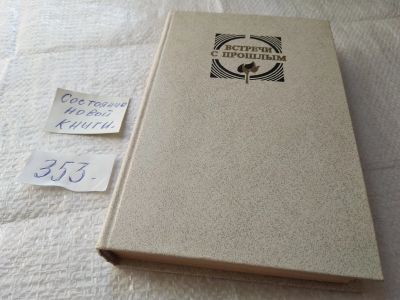 ВСТРЕЧИ
С ПРОШЛЫМ
Состояние
новой
книги.
353.-